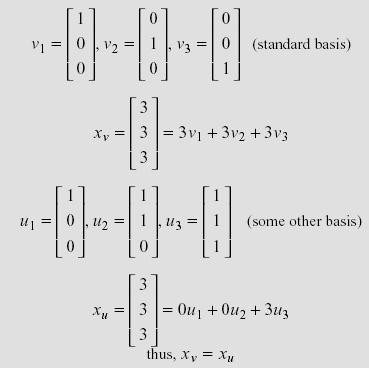 v₁ = [1 0 0], v₂ = [0 1 0], v₃ = [0 0 1] (standard basis)
xᵥ = [3 3 3] = 3v₁ + 3v₂ + 3v₃
u₁ = [1 0 0], u₂ = [1 1 0], u₃ = [1 1 1] (some other basis)
xᵤ = [3 3 3] = 0u₁ + 0u₂ + 3u₃
thus, xᵥ = xᵤ